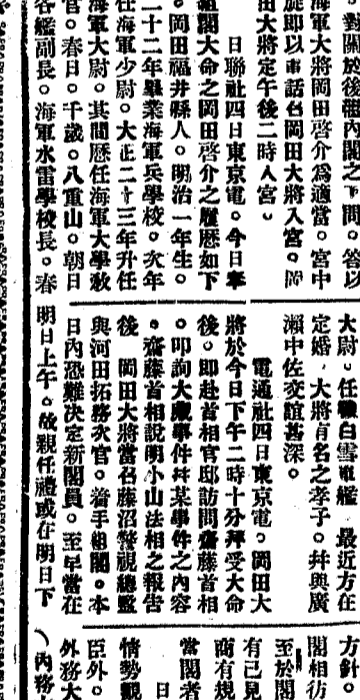 業關於後繼內閣之下問。答以
海軍大將岡田啓介爲適當。宮中
旋卽以電話召岡田大將入宮。岡
田大將定午後二時入宮。
日聯社四日東京電。今日奉
組閣大命之岡田啓介之履歷如下
。岡田福井縣人。明治一年生。
二十二年畢業海軍兵學校。次年
任海軍少尉。大正二十三年升任
海軍大尉。其間歷任海軍大學敎
官。春日。千歲。八重山。朝日
各艦副長。海軍水雷學校長。春
大尉。任職白雪電艦 最近方在
定婚。大將有名之孝子。幷與廣
瀨中佐交誼甚深。
電通社四日東京電。岡田大
將於今日下午二時十分拜受大命
後。卽赴首相官邸訪問齋藤首相
。叩詢大藏事件幷某事件之內容
。齋藤首相說明小山法相之報告
後 岡田大將當召藤沼警視總監
與河田拓務次官。着手組閣。本
日內恐難決定新閣員。至早當在
明日上午。故親任禮或在明日下
方針
閣相彷
至於閣
有己見
商有規
當閣者
日
情勢觀
臣外。
外務大
（內務